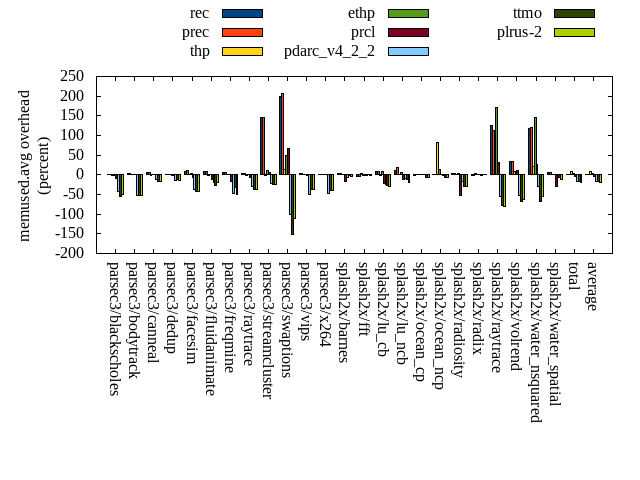 rec
prec
thp
ethp
prcl
pdarc_v4_2_2
ttmo
plrus-2
memused.avg overhead
(percent)
250
200
150
100
50
0
-50
-100
-150
-200
parsec3/blackscholes
parsec3/bodytrack
parsec3/canneal
parsec3/dedup
parsec3/facesim
parsec3/fluidanimate
parsec3/freqmine
parsec3/raytrace
parsec3/streamcluster
parsec3/swaptions
parsec3/vips
parsec3/x264
splash2x/barnes
splash2x/fft
splash2x/lu_cb
splash2x/lu_ncb
splash2x/ocean_cp
splash2x/ocean_ncp
splash2x/radiosity
splash2x/radix
splash2x/raytrace
splash2x/volrend
splash2x/water_nsquared
splash2x/water_spatial
total
average